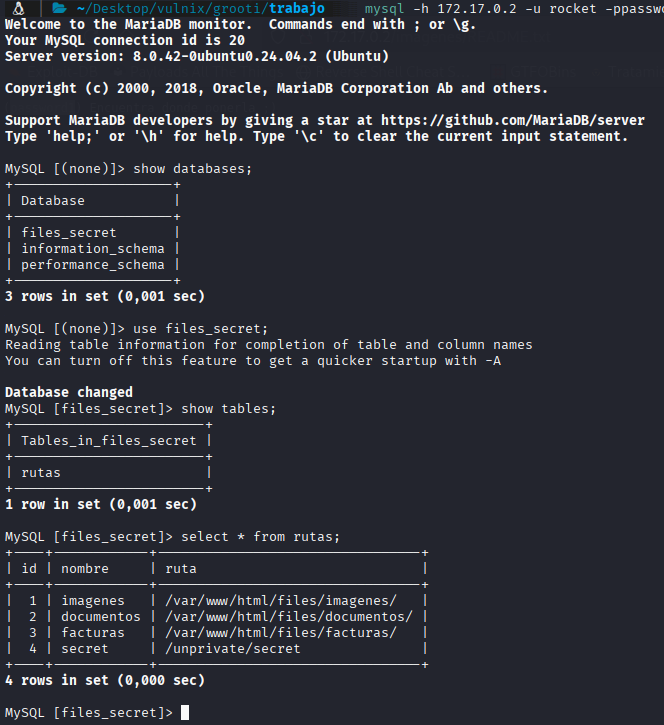 ~/Desktop/vulnix/grooti/trabajo mysql -h 172.17.0.2 -u rocket -ppasswo
Welcome to the MariaDB monitor.  Commands end with ; or \g.
Your MySQL connection id is 20
Server version: 8.0.42-0ubuntu0.24.04.2 (Ubuntu)

Copyright (c) 2000, 2018, Oracle, MariaDB Corporation Ab and others.

Support MariaDB developers by giving a star at https://github.com/MariaDB/server
Type 'help;' or '\h' for help. Type '\c' to clear the current input statement.

MySQL [(none)]> show databases;
+--------------------+
| Database           |
+--------------------+
| files_secret       |
| information_schema |
| performance_schema |
+--------------------+
3 rows in set (0,001 sec)

MySQL [(none)]> use files_secret;
Reading table information for completion of table and column names
You can turn off this feature to get a quicker startup with -A

Database changed
MySQL [files_secret]> show tables;
+------------------------+
| Tables_in_files_secret |
+------------------------+
| rutas                  |
+------------------------+
1 row in set (0,001 sec)

MySQL [files_secret]> select * from rutas;
+----+------------+---------------------------------+
| id | nombre     | ruta                            |
+----+------------+---------------------------------+
|  1 | imagenes   | /var/www/html/files/imagenes/   |
|  2 | documentos | /var/www/html/files/documentos/ |
|  3 | facturas   | /var/www/html/files/facturas/   |
|  4 | secret     | /unprivate/secret               |
+----+------------+---------------------------------+
4 rows in set (0,000 sec)

MySQL [files_secret]>